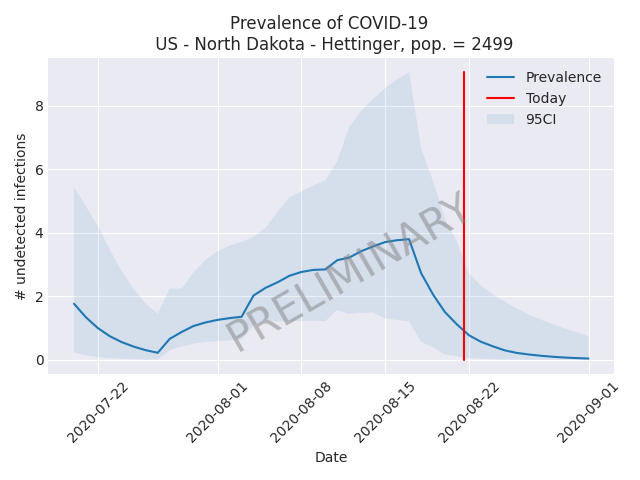 Prevalence of COVID-19
US - North Dakota - Hettinger, pop. = 2499
Prevalence
Today
95CI
8
6
4
2
0
# undetected infections
PRELIMINARY
2020-07-22
2020-08-01
2020-08-08
2020-08-15
2020-08-22
2020-09-01
Date